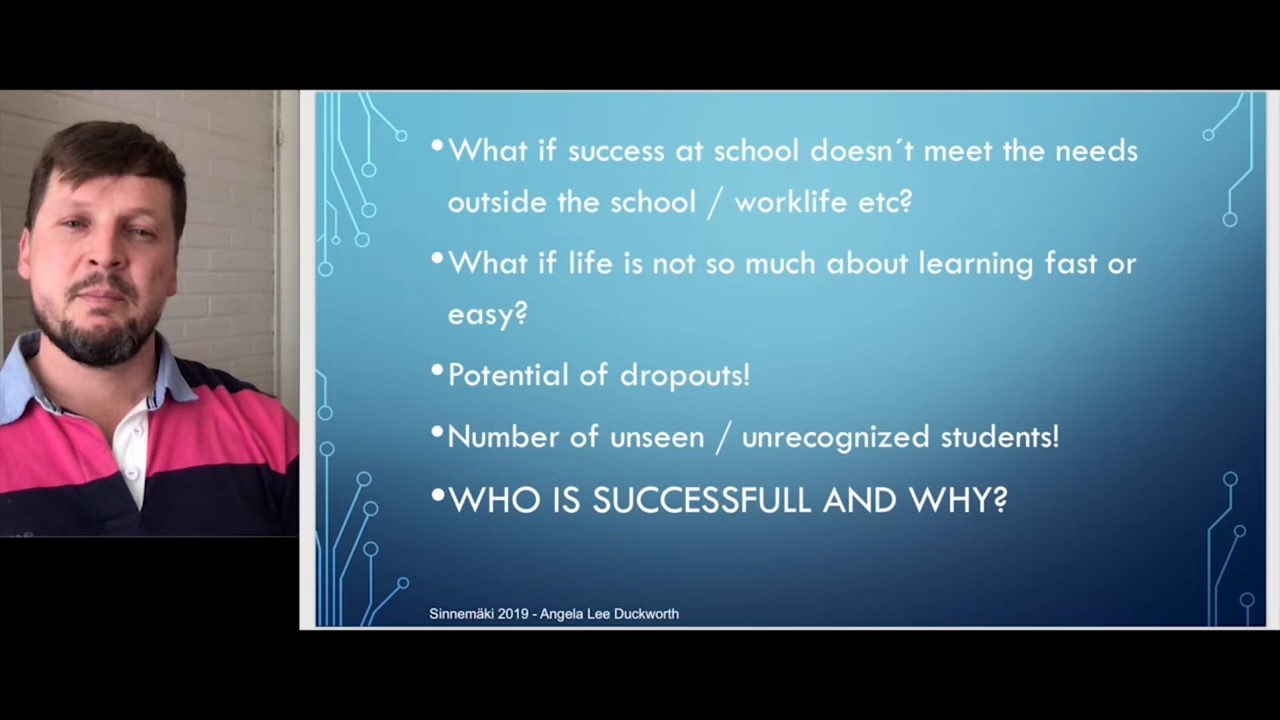 •What if success at school doesn´t meet the needs
outside the school / worklife etc?
•What if life is not so much about learning fast or
easy?
•Potential of dropouts!
•Number of unseen / unrecognized students!
•WHO IS SUCCESSFULL AND WHY?
Sinnemäki 2019 - Angela Lee Duckworth